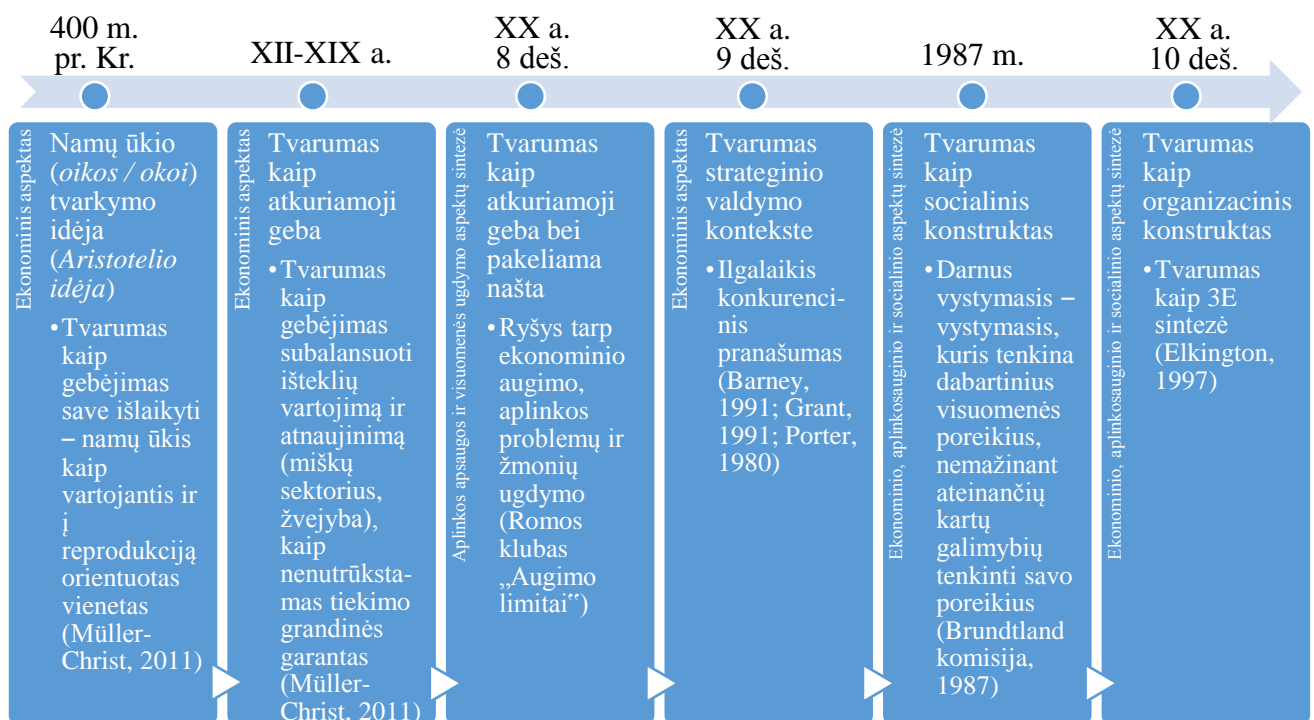 400 m.
pr. Kr.
XII-XIX a.
XX a.
8 deš.
XX a.
9 deš.
1987 m.
XX a.
10 deš.
Ekonominis aspektas
Namų ūkio
(oikos / okoi)
tvarkymo
idėja
(Aristotelio
idėja)
•Tvarumas
kaip
gebėjimas
save išlaikyti
– namų ūkis
kaip
vartojantis ir
į
reprodukciją
orientuotas
vienetas
(Müller-
Christ, 2011)
Ekonominis aspektas
Tvarumas
kaip
atkuriamoji
geba
•Tvarumas
kaip
gebėjimas
subalansuoti
išteklių
vartojimą ir
atnaujinimą
(miškų
sektorius,
žvejyba),
kaip
nenutrūksta-
mas tiekimo
grandinės
garantas
(Müller-
Christ, 2011)
Aplinkos apsaugos ir visuomenės ugdymo aspektų sintezė
Tvarumas
kaip
atkuriamoji
geba bei
pakeliama
našta
•Ryšys tarp
ekonominio
augimo,
aplinkos
problemų ir
žmonių
ugdymo
(Romos
klubas
„Augimo
limitai“)
Ekonominis aspektas
Tvarumas
strateginio
valdymo
kontekste
•Ilgalaikis
konkurenci-
nis
pranašumas
(Barney,
1991; Grant,
1991; Porter,
1980)
Ekonominio, aplinkosauginio ir socialinio aspektų sintezė
Tvarumas
kaip
socialinis
konstruktas
•Darnus
vystymasis –
vystymasis,
kuris tenkina
dabartinius
visuomenės
poreikius,
nemažinant
ateinančių
kartų
galimybių
tenkinti savo
poreikius
(Brundtland
komisija,
1987)
Ekonominio, aplinkosauginio ir socialinio aspektų sintezė
Tvarumas
kaip
organizacinis
konstruktas
•Tvarumas
kaip 3E
sintezė
(Elkington,
1997)